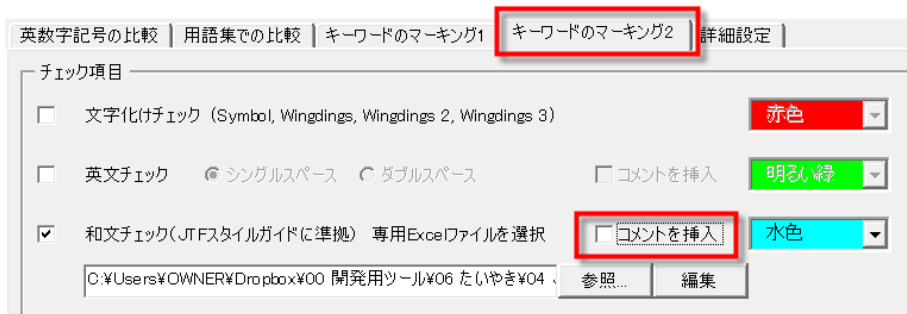 英数字記号の比較 用語集での比較 キーワードのマーキング1 キーワードのマーキング2 詳細設定
チェック項目
文字化けチェック (Symbol, Wingdings, Wingdings 2, Wingdings 3) 赤色
英文チェック シングルスペース ダブルスペース コメントを挿入 明るい緑
和文チェック(JTFスタイルガイドに準拠) 専用Excelファイルを選択 コメントを挿入 水色
C:¥Users¥OWNER¥Dropbox¥00 開発用ツール¥06 たいやき¥04 参照... 編集